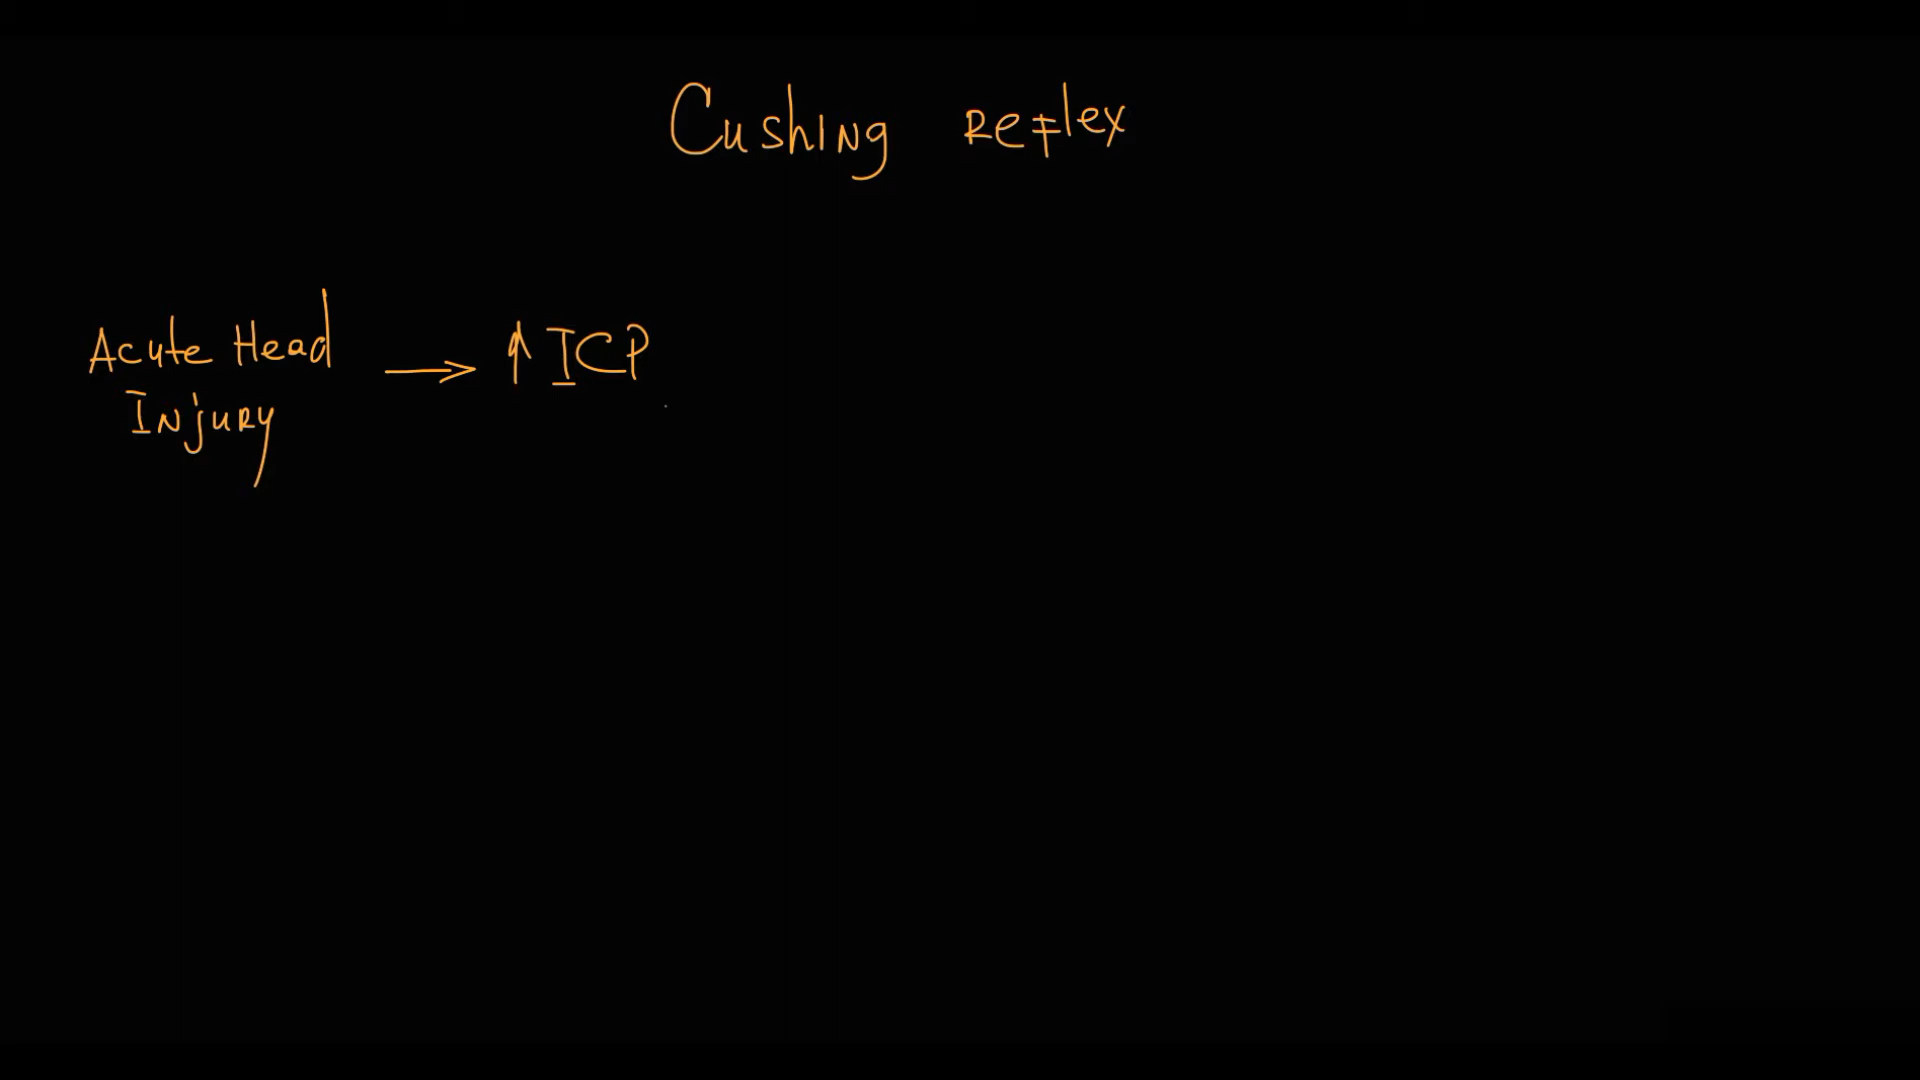 Cushing Reflex
Acute Head → ↑ ICP
Injury